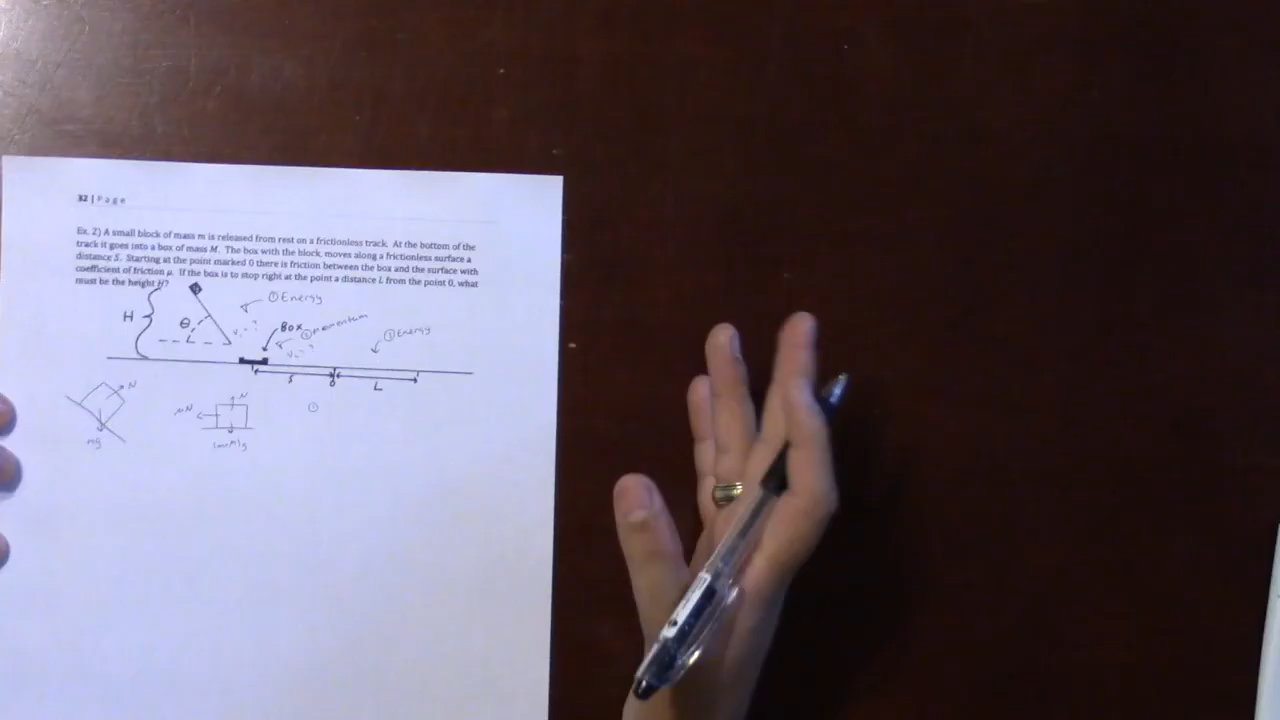 32 | P a g e
Ex. 2) A small block of mass m is released from rest on a frictionless track. At the bottom of the
track it goes into a box of mass M. The box with the block, moves along a frictionless surface a
distance S. Starting at the point marked 0 there is friction between the box and the surface with
coefficient of friction μ. If the box is to stop right at the point a distance L from the point 0, what
must be the height H?
① Energy
H
θ
Box
② momentum
③ Energy
V₁ = ?
V₂ = ?
S
0
L
N
mg
N
μN
(m+M)g
①